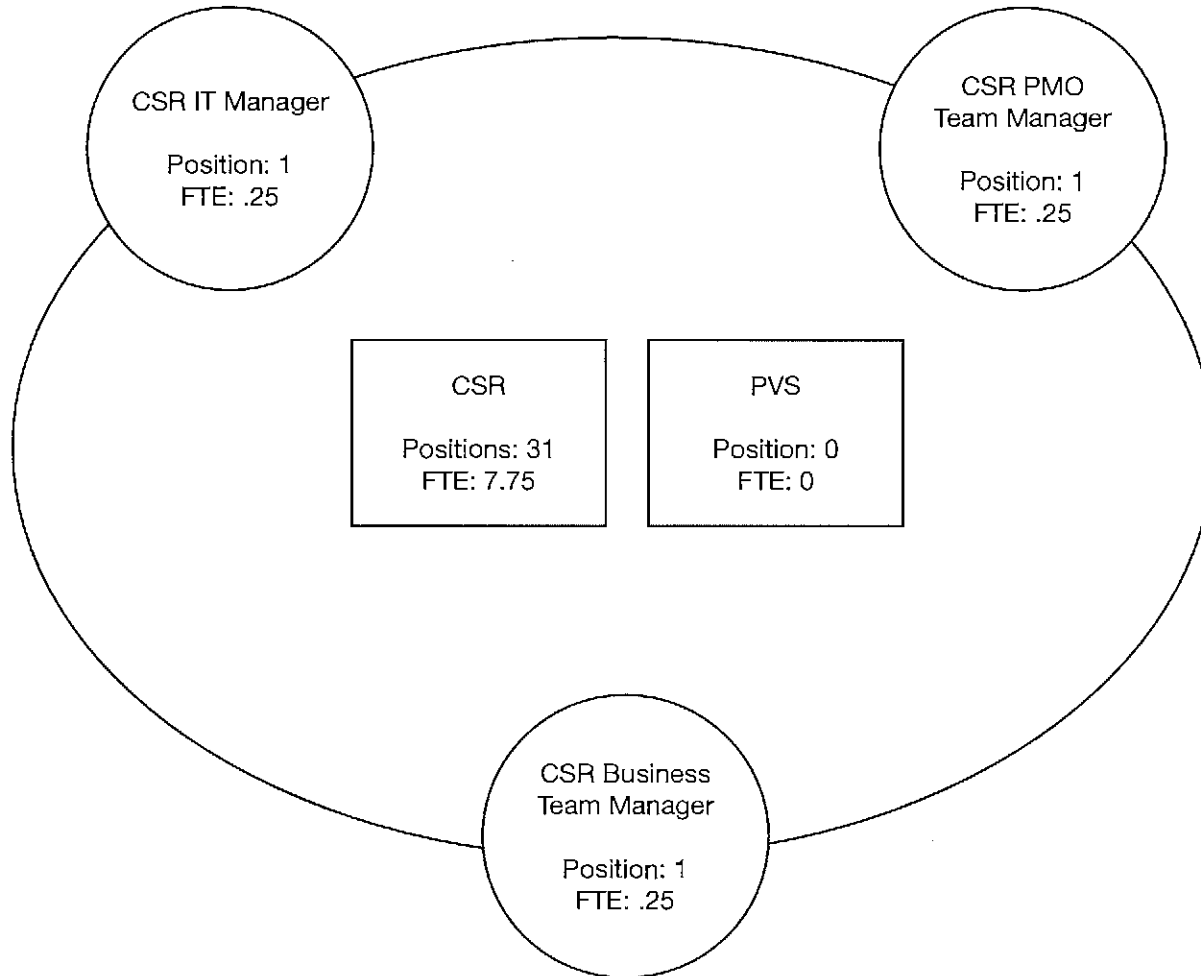 CSR IT Manager
Position: 1
FTE: .25
CSR PMO
Team Manager
Position: 1
FTE: .25
CSR
Positions: 31
FTE: 7.75
PVS
Position: 0
FTE: 0
CSR Business
Team Manager
Position: 1
FTE: .25